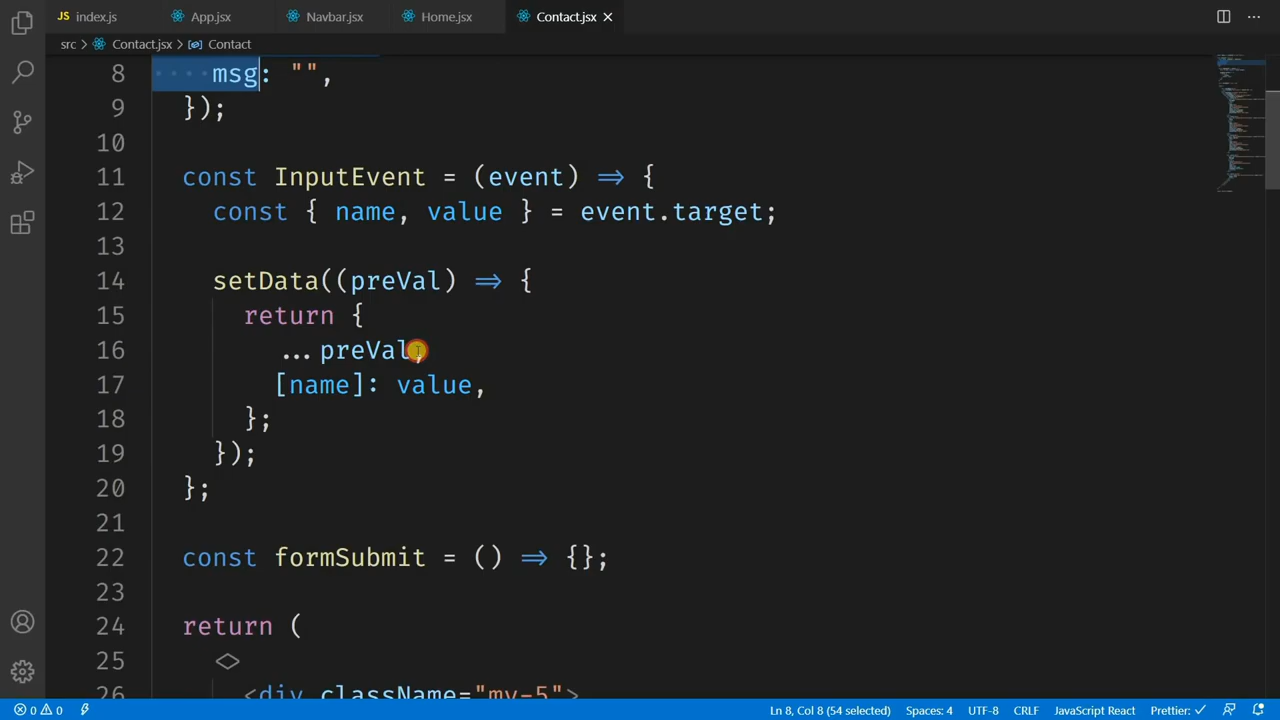 JS index.js App.jsx Navbar.jsx Home.jsx Contact.jsx
src > Contact.jsx > Contact
8 msg: "",
9 });
10
11 const InputEvent = (event) => {
12 const { name, value } = event.target;
13
14 setData((preVal) => {
15 return {
16 ...preVal,
17 [name]: value,
18 };
19 });
20 };
21
22 const formSubmit = () => {};
23
24 return (
25 <>
26 <div className="my-5">
0 0 Ln 8, Col 8 (54 selected) Spaces: 4 UTF-8 CRLF JavaScript React Prettier: ✓